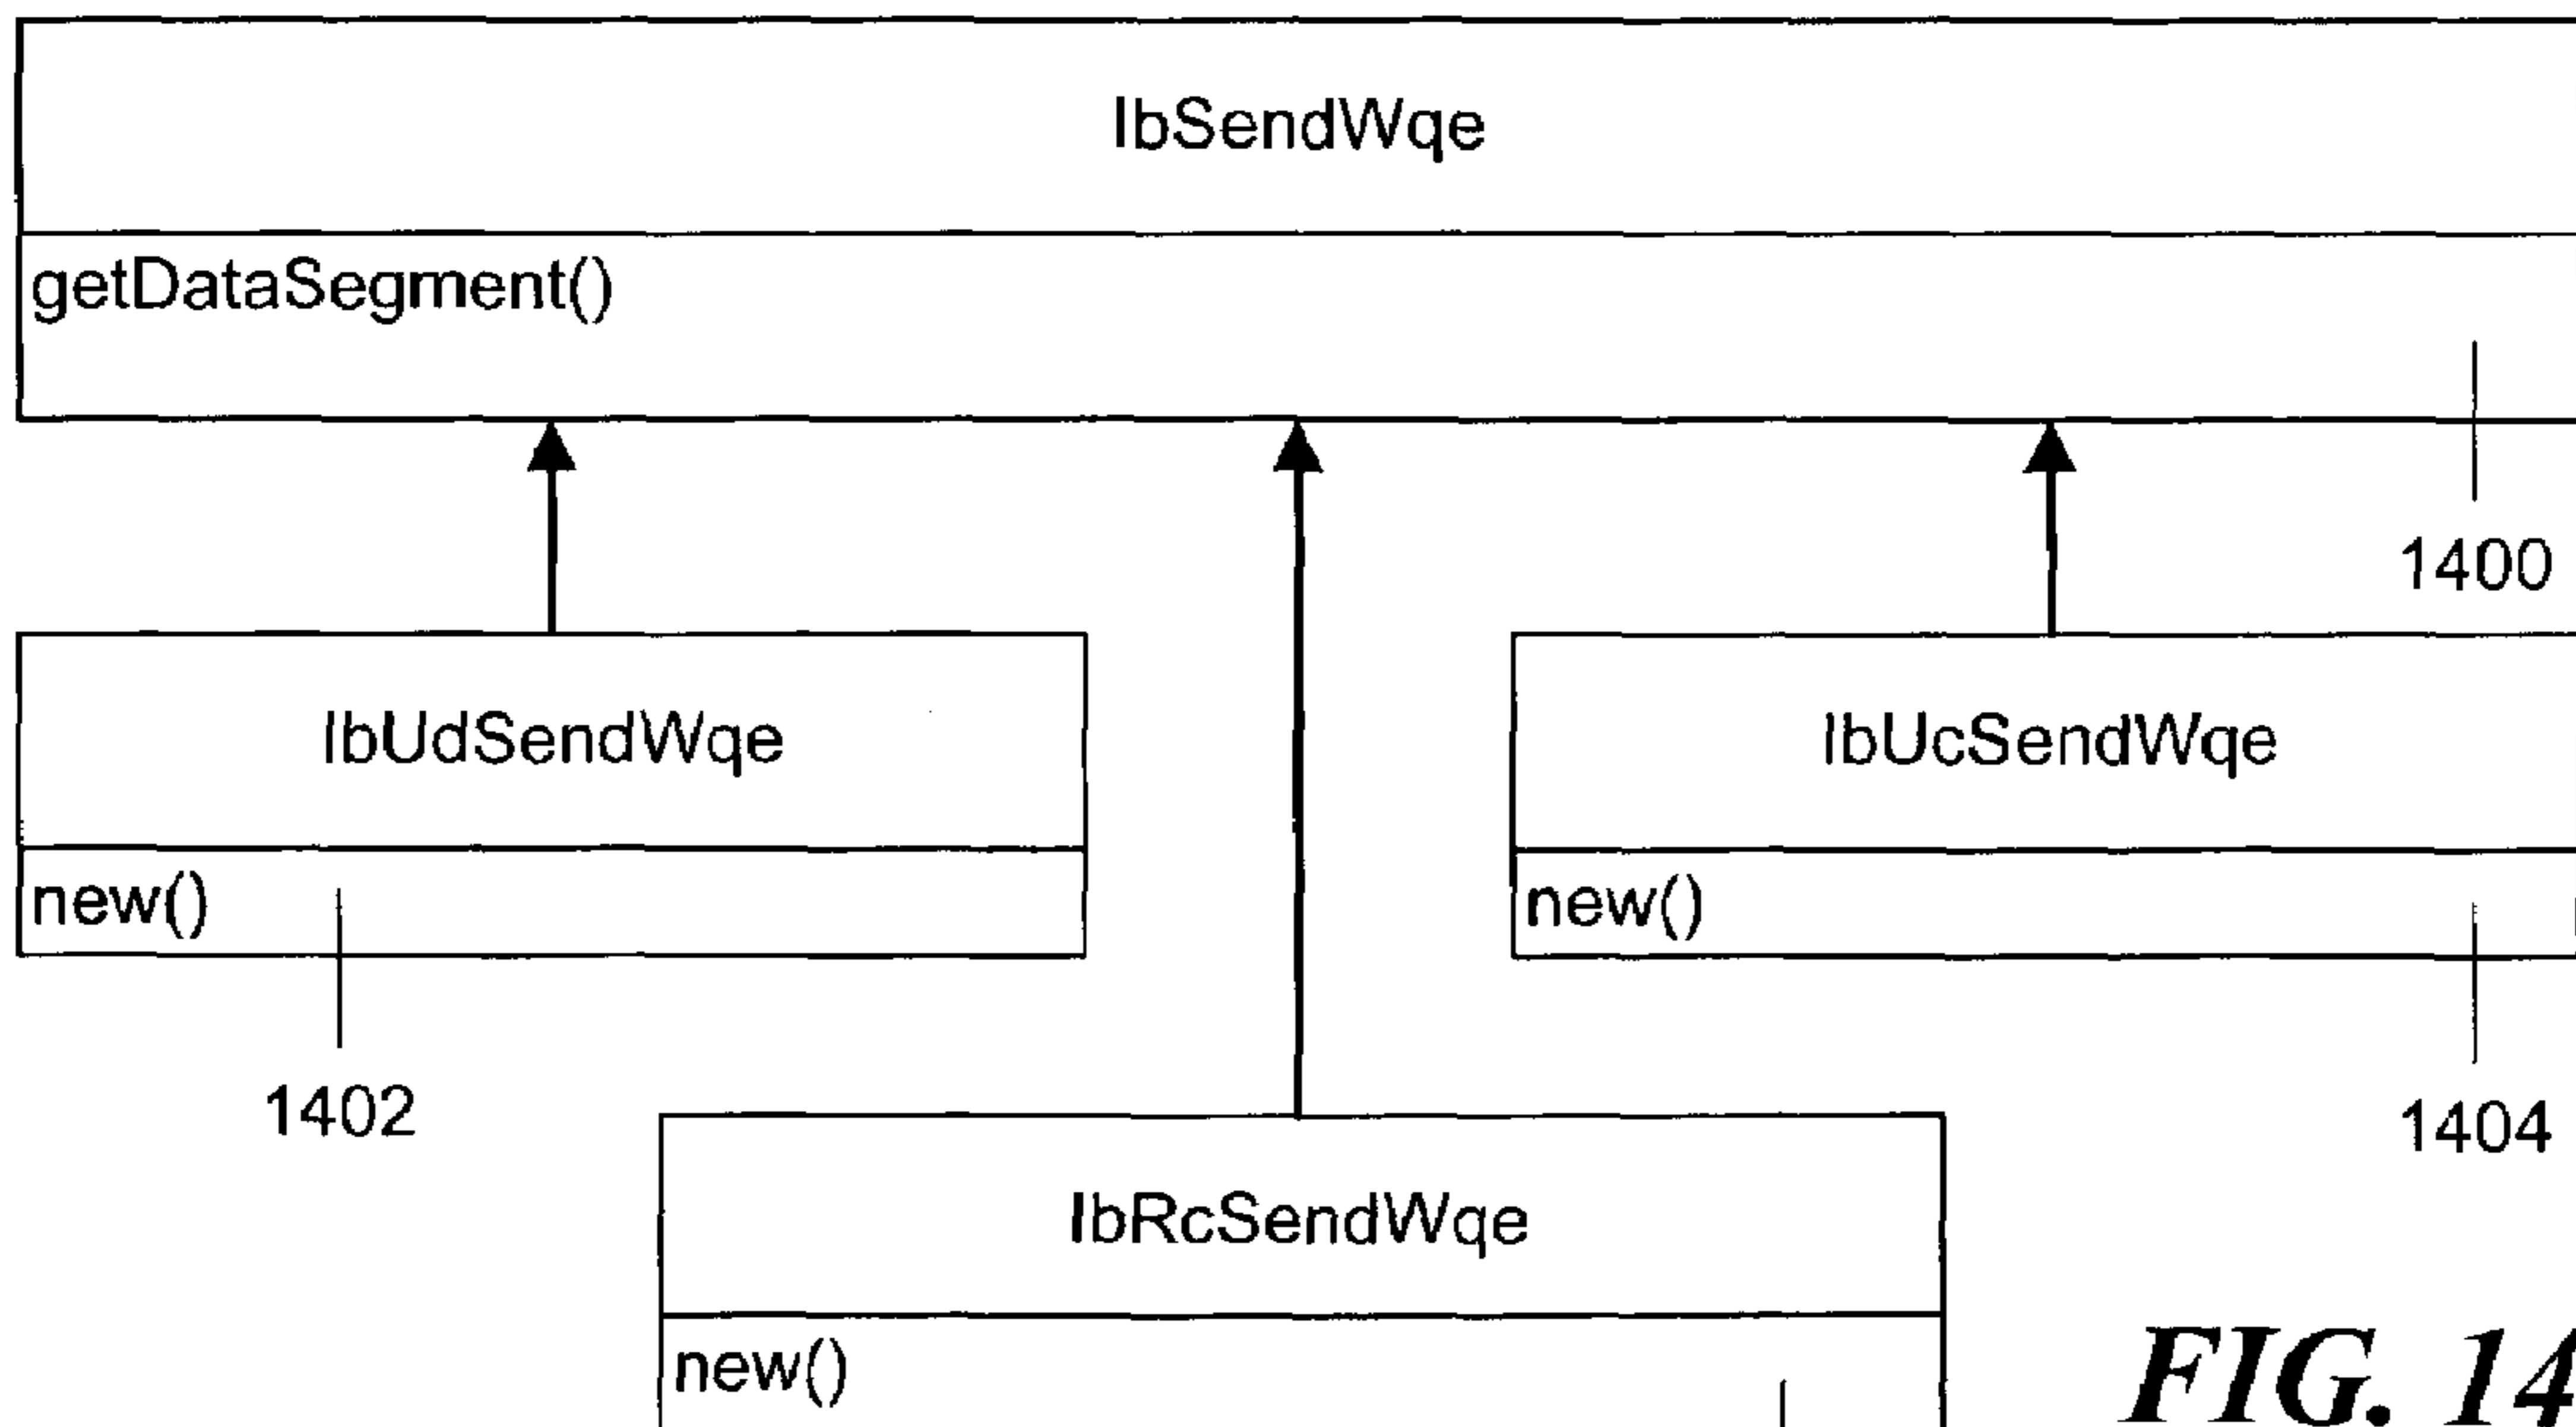 IbSendWqe
getDataSegment()
1400
IbUdSendWqe
IbUcSendWqe
new()
new()
1402
1404
IbRcSendWqe
new()
FIG. 14